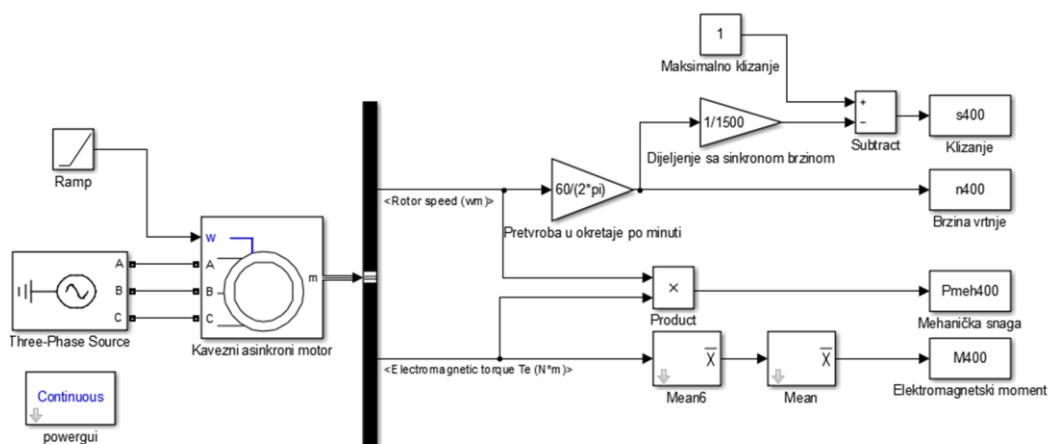 1
Maksimalno klizanje
1/1500
Dijeljenje sa sinkronom brzinom
+
−
Subtract
s400
Klizanje
Ramp
<Rotor speed (wm)>
60/(2*pi)
Pretvroba u okretaje po minuti
n400
Brzina vrtnje
w
A
B
C
m
Kavezni asinkroni motor
A
B
C
Three-Phase Source
×
Product
Pmeh400
Mehanička snaga
<Electromagnetic torque Te (N*m)>
X
Mean6
X
Mean
M400
Elektromagnetski moment
Continuous
powergui